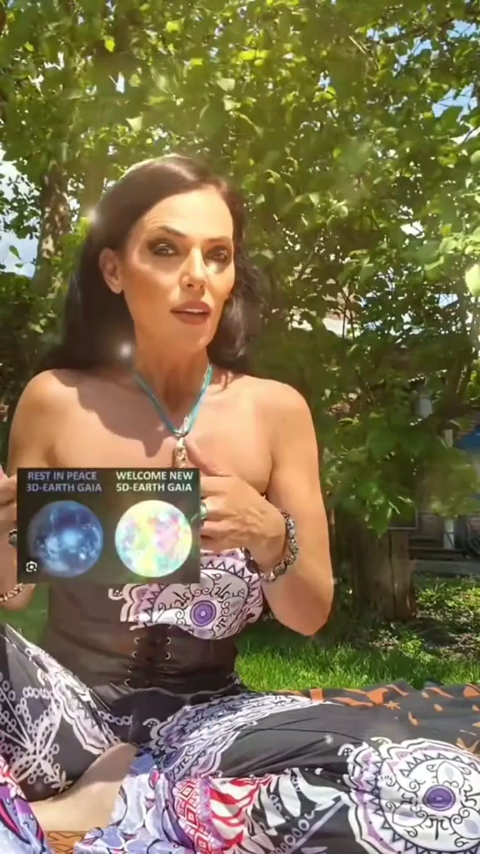 REST IN PEACE
3D-EARTH GAIA
WELCOME NEW
5D-EARTH GAIA